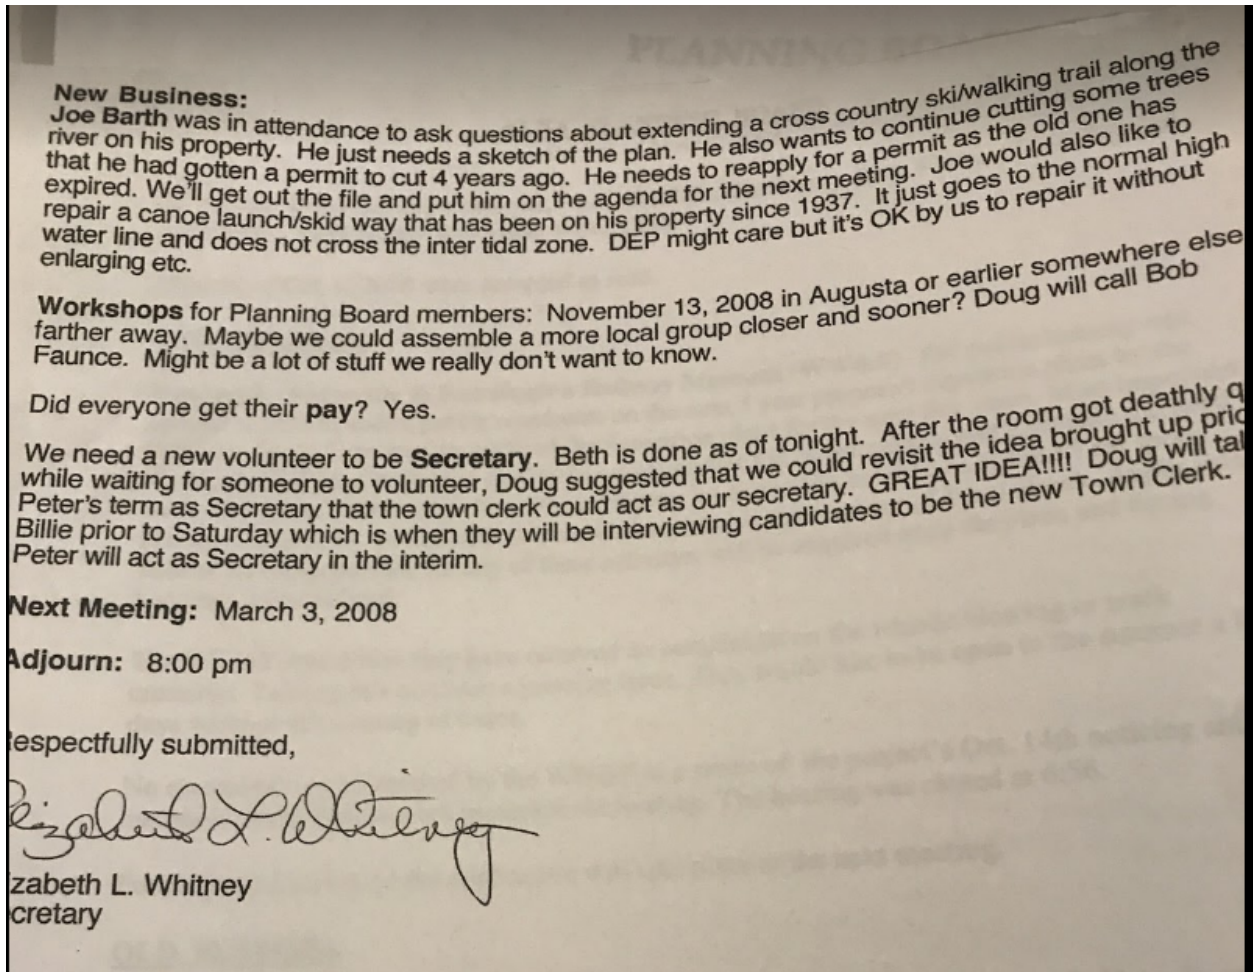 New Business:
Joe Barth was in attendance to ask questions about extending a cross country ski/walking trail along the
river on his property. He just needs a sketch of the plan. He also wants to continue cutting some trees
that he had gotten a permit to cut 4 years ago. He needs to reapply for a permit as the old one has
expired. We'll get out the file and put him on the agenda for the next meeting. Joe would also like to
repair a canoe launch/skid way that has been on his property since 1937. It just goes to the normal high
water line and does not cross the inter tidal zone. DEP might care but it's OK by us to repair it without
enlarging etc.
Workshops for Planning Board members: November 13, 2008 in Augusta or earlier somewhere else
farther away. Maybe we could assemble a more local group closer and sooner? Doug will call Bob
Faunce. Might be a lot of stuff we really don't want to know.
Did everyone get their pay? Yes.
We need a new volunteer to be Secretary. Beth is done as of tonight. After the room got deathly q
while waiting for someone to volunteer, Doug suggested that we could revisit the idea brought up prio
Peter's term as Secretary that the town clerk could act as our secretary. GREAT IDEA!!!! Doug will tal
Billie prior to Saturday which is when they will be interviewing candidates to be the new Town Clerk.
Peter will act as Secretary in the interim.
Next Meeting: March 3, 2008
Adjourn: 8:00 pm
espectfully submitted,
lizabeth L. Whitney
izabeth L. Whitney
cretary